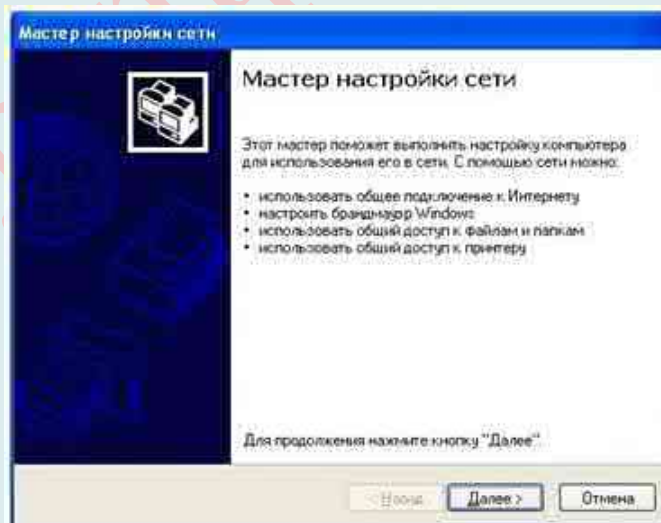 Мастер настройки сети
Мастер настройки сети
Этот мастер поможет выполнить настройку компьютера
для использования его в сети. С помощью сети можно:
• использовать общее подключение к Интернету
• настроить брандмауэр Windows
• использовать общий доступ к файлам и папкам
• использовать общий доступ к принтеру
Для продолжения нажмите кнопку "Далее"
< Назад Далее > Отмена